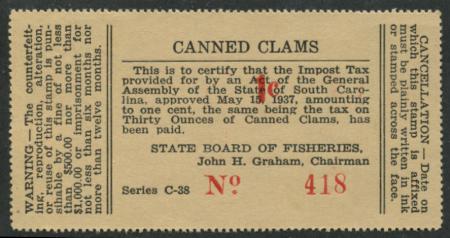 WARNING—The counterfeit-
ing, reproduction, alteration,
or reuse of this stamp is pun-
sihable by a fine of not less
than $500.00 nor more than
$1,000.00 or imprisonment for
not less than six months nor
more than twelve months.
CANNED CLAMS
This is to certify that the Impost Tax
provided for by an Act of the General
Assembly of the State of South Caro-
lina, approved May 15, 1937, amounting
to one cent, the same being the tax on
Thirty Ounces of Canned Clams, has
been paid.
1c
STATE BOARD OF FISHERIES,
John H. Graham, Chairman
Series C-38 No 418
CANCELLATION—Date on
which this stamp is affixed
must be plainly written in ink
or stamped across the face.